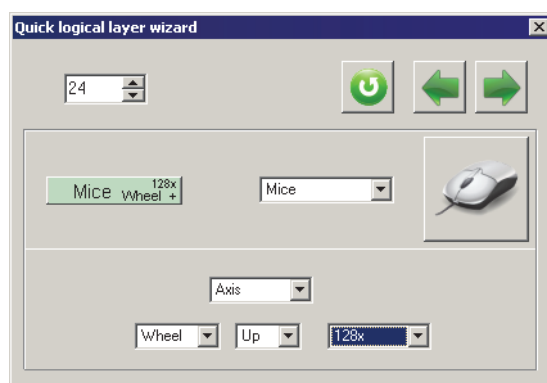 Quick logical layer wizard
24
Mice 128x
Wheel +
Mice
Axis
Wheel Up 128x